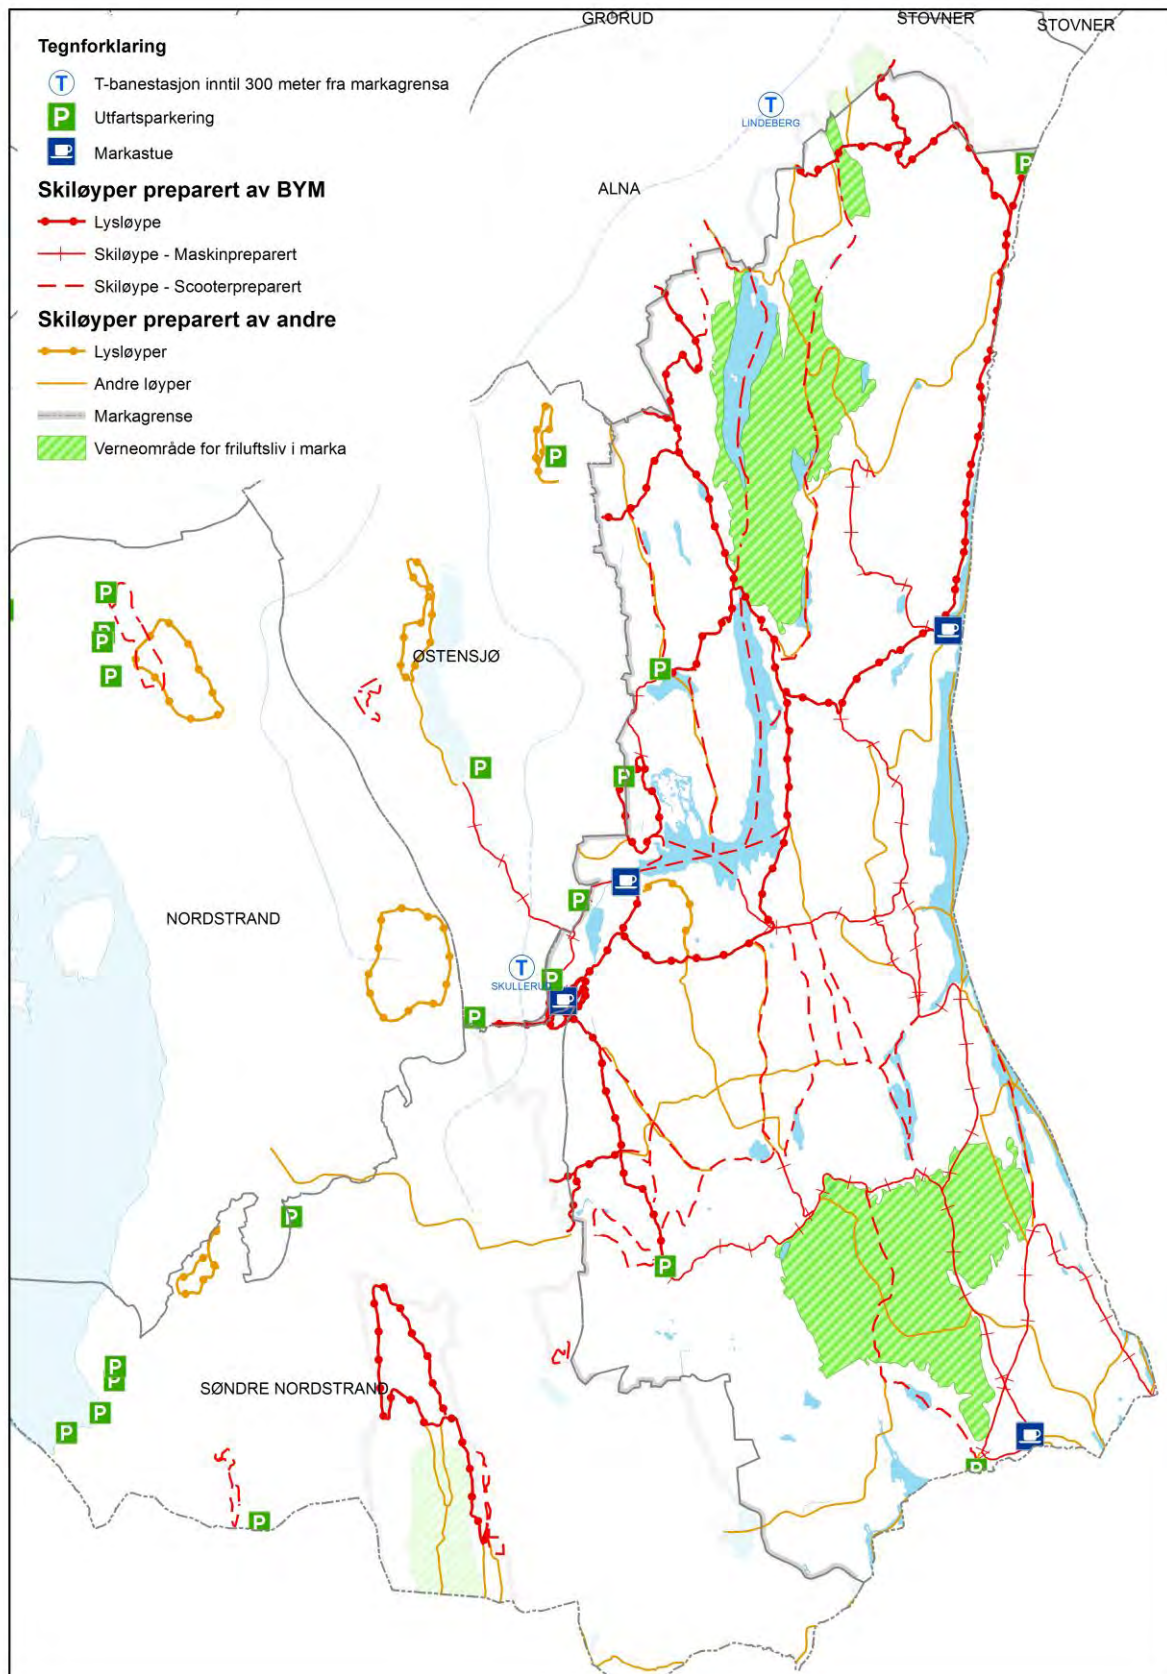 GRORUD
STOVNER
STOVNER
Tegnforklaring
T
T-banestasjon inntil 300 meter fra markagrensa
P
Utfartsparkering
Markastue
Skiløyper preparert av BYM
Lysløype
Skiløype - Maskinpreparert
Skiløype - Scooterpreparert
Skiløyper preparert av andre
Lysløyper
Andre løyper
Markagrense
Verneområde for friluftsliv i marka
T
LINDEBERG
P
ALNA
P
P
P
P
P
ØSTENSJØ
P
P
P
NORDSTRAND
P
T
SKULLERUD
P
P
P
P
P
P
SØNDRE NORDSTRAND
P
P
P
P